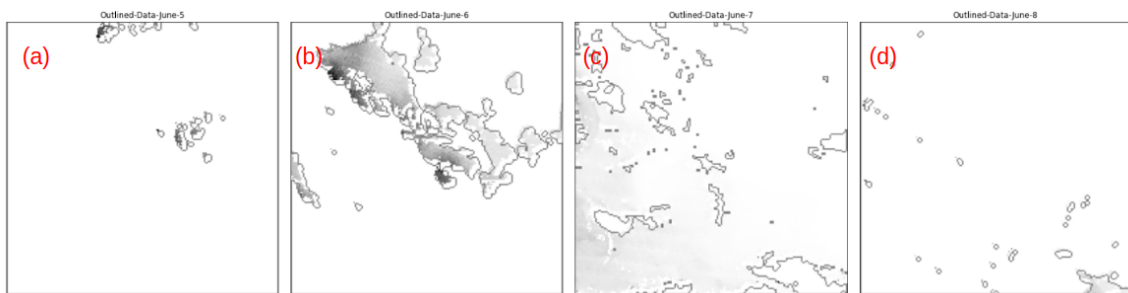 Outlined-Data-June-5
Outlined-Data-June-6
Outlined-Data-June-7
Outlined-Data-June-8
(a)
(b)
(c)
(d)